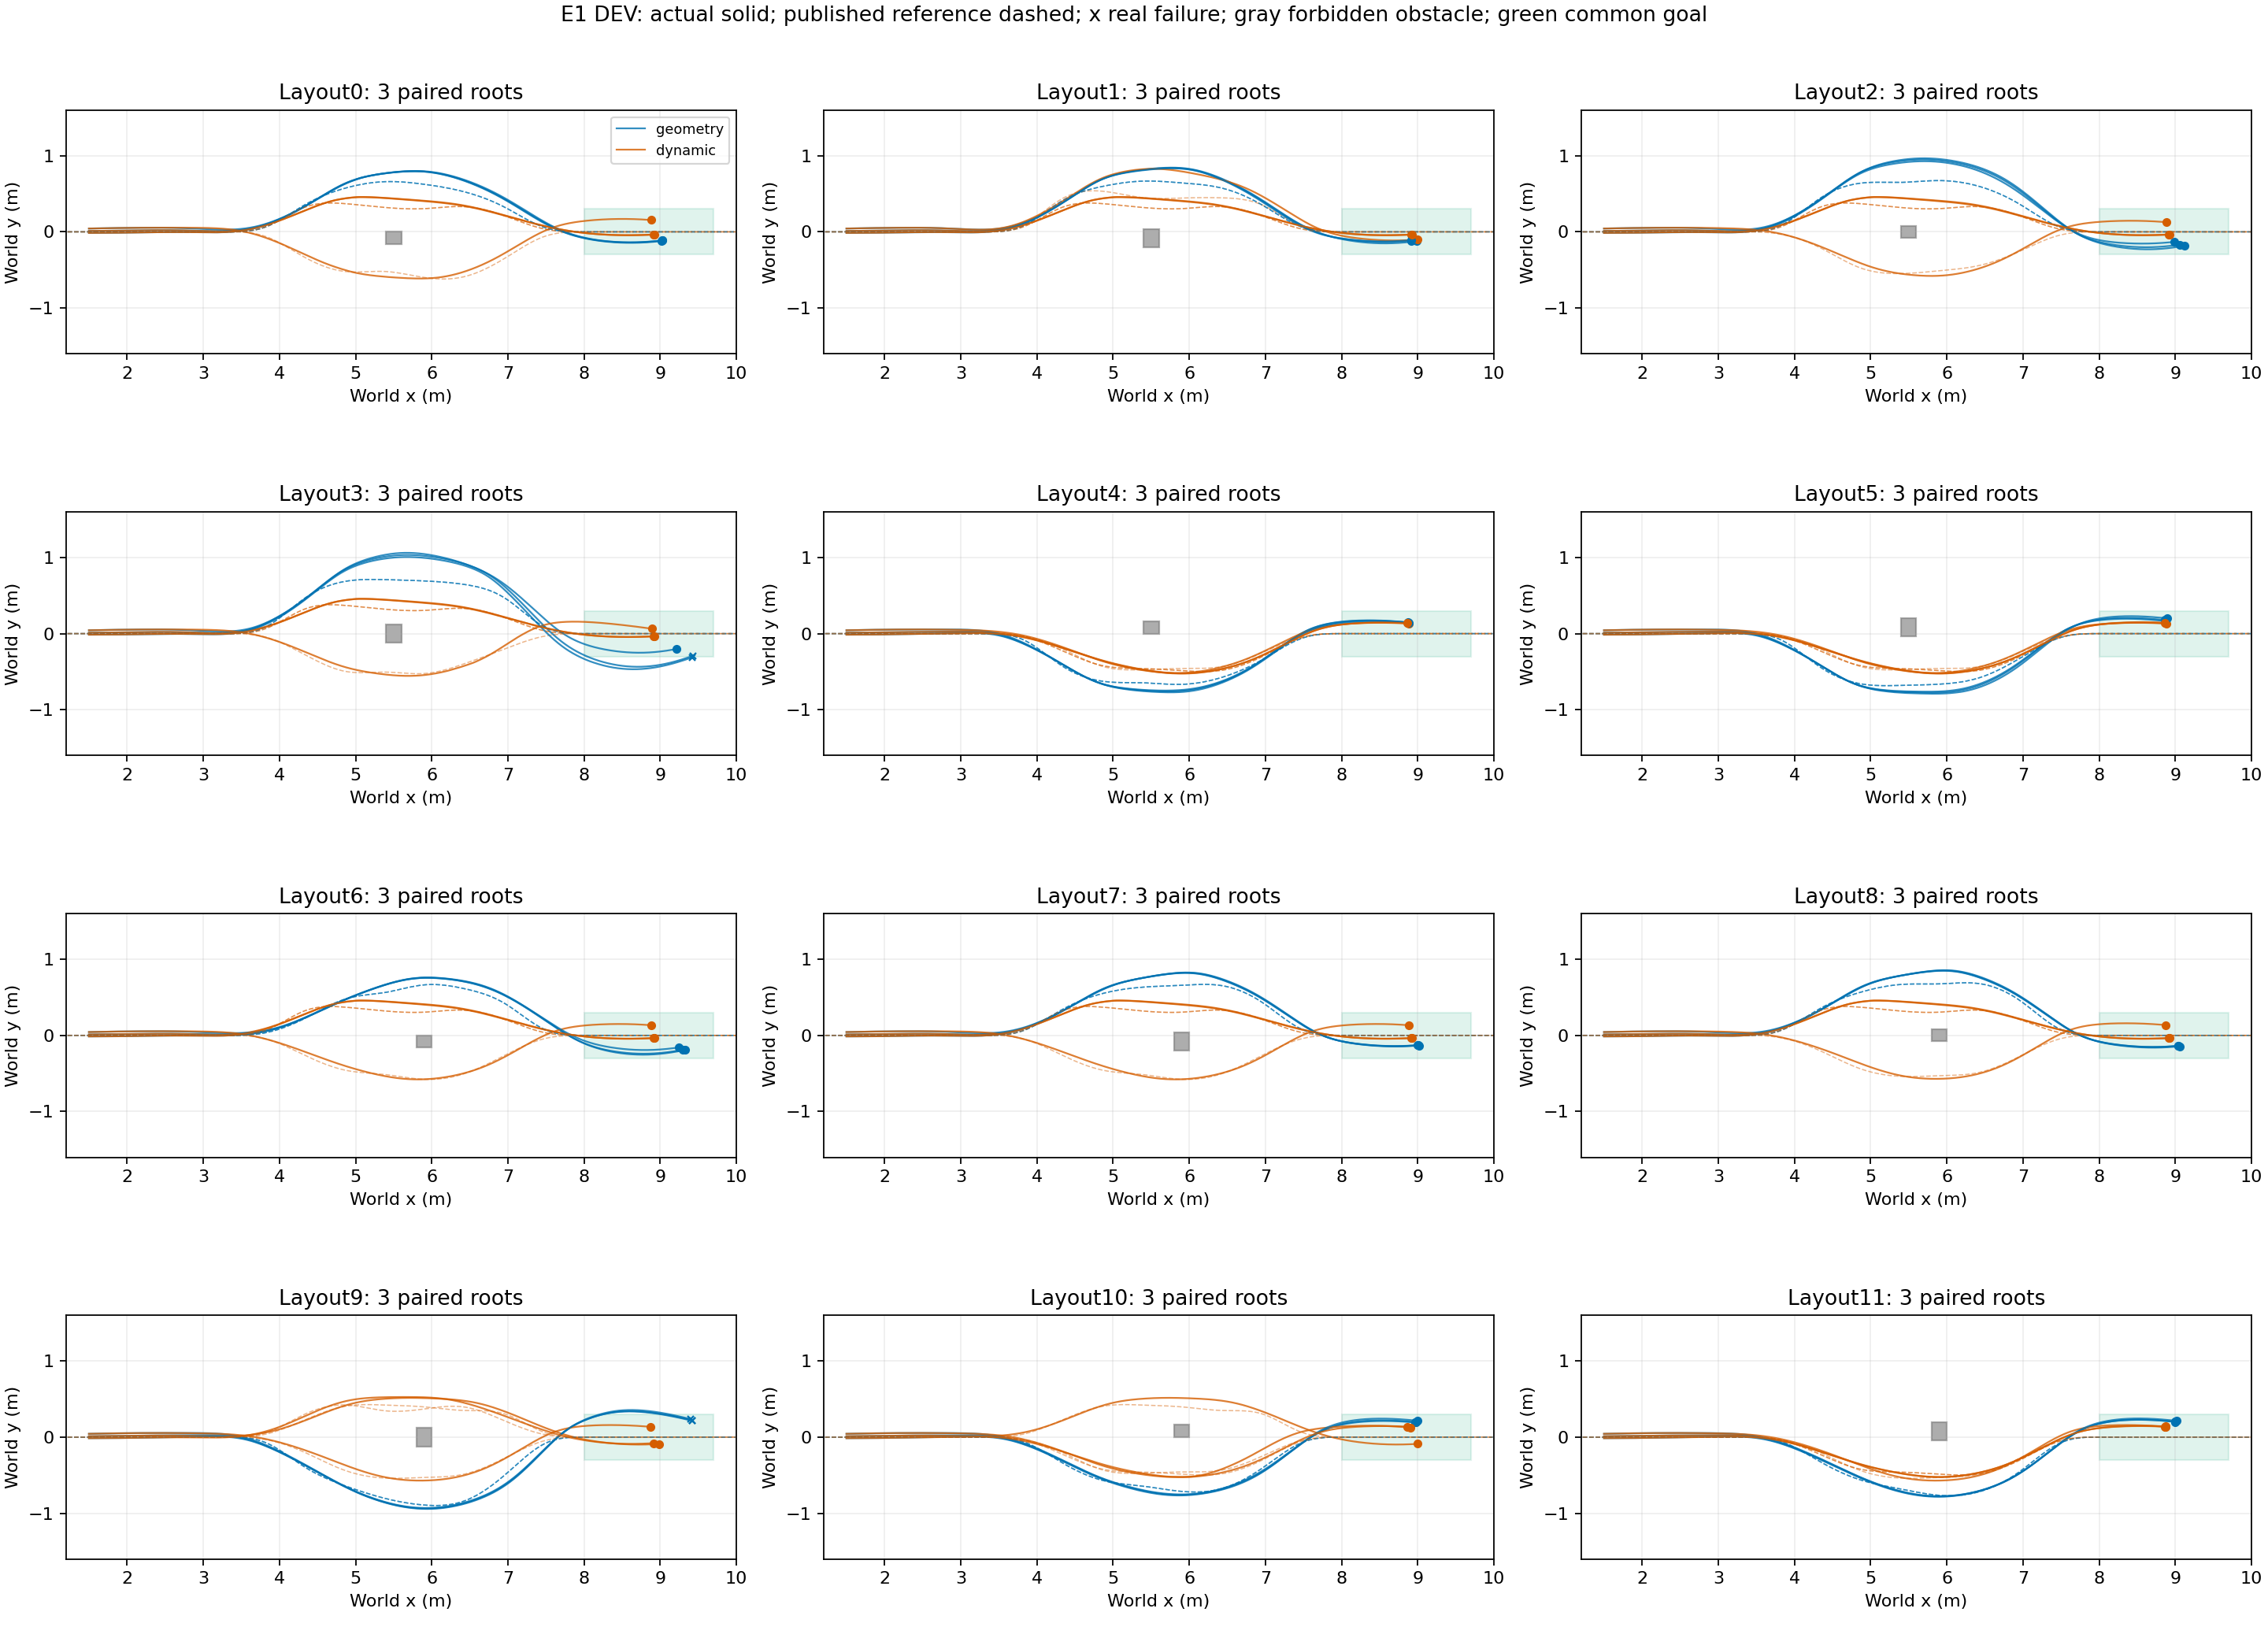 E1 DEV: actual solid; published reference dashed; x real failure; gray forbidden obstacle; green common goal
Layout0: 3 paired roots
geometry
dynamic
World y (m)
1
0
−1
2 3 4 5 6 7 8 9 10
World x (m)
Layout1: 3 paired roots
World y (m)
1
0
−1
2 3 4 5 6 7 8 9 10
World x (m)
Layout2: 3 paired roots
World y (m)
1
0
−1
2 3 4 5 6 7 8 9 10
World x (m)
Layout3: 3 paired roots
World y (m)
1
0
−1
2 3 4 5 6 7 8 9 10
World x (m)
Layout4: 3 paired roots
World y (m)
1
0
−1
2 3 4 5 6 7 8 9 10
World x (m)
Layout5: 3 paired roots
World y (m)
1
0
−1
2 3 4 5 6 7 8 9 10
World x (m)
Layout6: 3 paired roots
World y (m)
1
0
−1
2 3 4 5 6 7 8 9 10
World x (m)
Layout7: 3 paired roots
World y (m)
1
0
−1
2 3 4 5 6 7 8 9 10
World x (m)
Layout8: 3 paired roots
World y (m)
1
0
−1
2 3 4 5 6 7 8 9 10
World x (m)
Layout9: 3 paired roots
World y (m)
1
0
−1
2 3 4 5 6 7 8 9 10
World x (m)
Layout10: 3 paired roots
World y (m)
1
0
−1
2 3 4 5 6 7 8 9 10
World x (m)
Layout11: 3 paired roots
World y (m)
1
0
−1
2 3 4 5 6 7 8 9 10
World x (m)